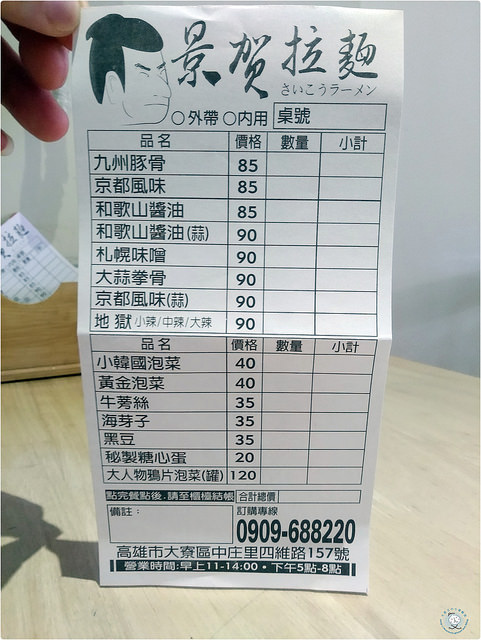 景賀拉麵
さいこうラーメン
○外帶 ○内用 桌號
品名 價格 數量 小計
九州豚骨 85
京都風味 85
和歌山醬油 85
和歌山醬油(蒜) 90
札幌味噌 90
大蒜拳骨 90
京都風味(蒜) 90
地獄 小辣/中辣/大辣 90
品名 價格 數量 小計
小韓國泡菜 40
黃金泡菜 40
牛蒡絲 35
海芽子 35
黑豆 35
秘製糖心蛋 20
大人物鴉片泡菜(罐) 120
點完餐點後，請至櫃檯結帳 合計總價
備註： 訂購專線
0909-688220
高雄市大寮區中庄里四維路157號
營業時間:早上11-14:00 • 下午5點-8點